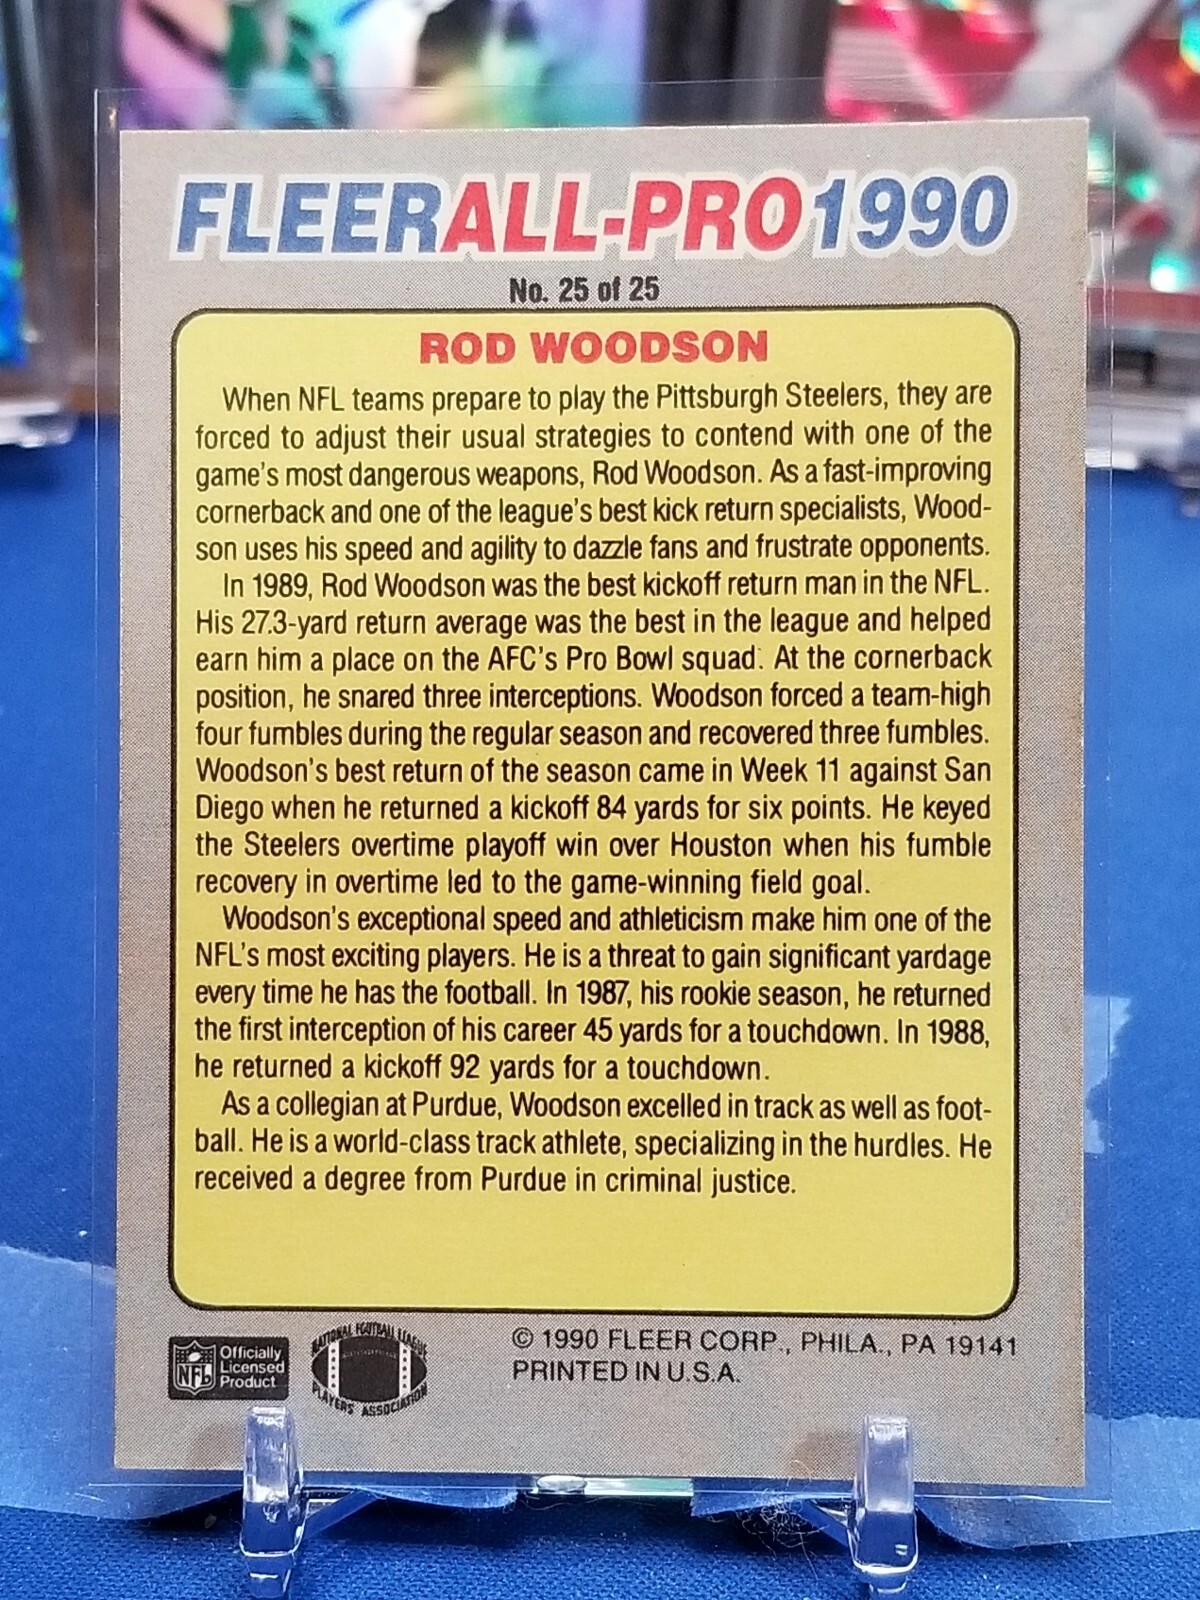 FLEER ALL-PRO 1990
No. 25 of 25
ROD WOODSON
When NFL teams prepare to play the Pittsburgh Steelers, they are
forced to adjust their usual strategies to contend with one of the
game's most dangerous weapons, Rod Woodson. As a fast-improving
cornerback and one of the league's best kick return specialists, Wood-
son uses his speed and agility to dazzle fans and frustrate opponents.
In 1989, Rod Woodson was the best kickoff return man in the NFL.
His 27.3-yard return average was the best in the league and helped
earn him a place on the AFC's Pro Bowl squad. At the cornerback
position, he snared three interceptions. Woodson forced a team-high
four fumbles during the regular season and recovered three fumbles.
Woodson's best return of the season came in Week 11 against San
Diego when he returned a kickoff 84 yards for six points. He keyed
the Steelers overtime playoff win over Houston when his fumble
recovery in overtime led to the game-winning field goal.
Woodson's exceptional speed and athleticism make him one of the
NFL's most exciting players. He is a threat to gain significant yardage
every time he has the football. In 1987, his rookie season, he returned
the first interception of his career 45 yards for a touchdown. In 1988,
he returned a kickoff 92 yards for a touchdown.
As a collegian at Purdue, Woodson excelled in track as well as foot-
ball. He is a world-class track athlete, specializing in the hurdles. He
received a degree from Purdue in criminal justice.
NFL
Officially
Licensed
Product
NATIONAL FOOTBALL LEAGUE
PLAYERS ASSOCIATION
© 1990 FLEER CORP., PHILA., PA 19141
PRINTED IN U.S.A.